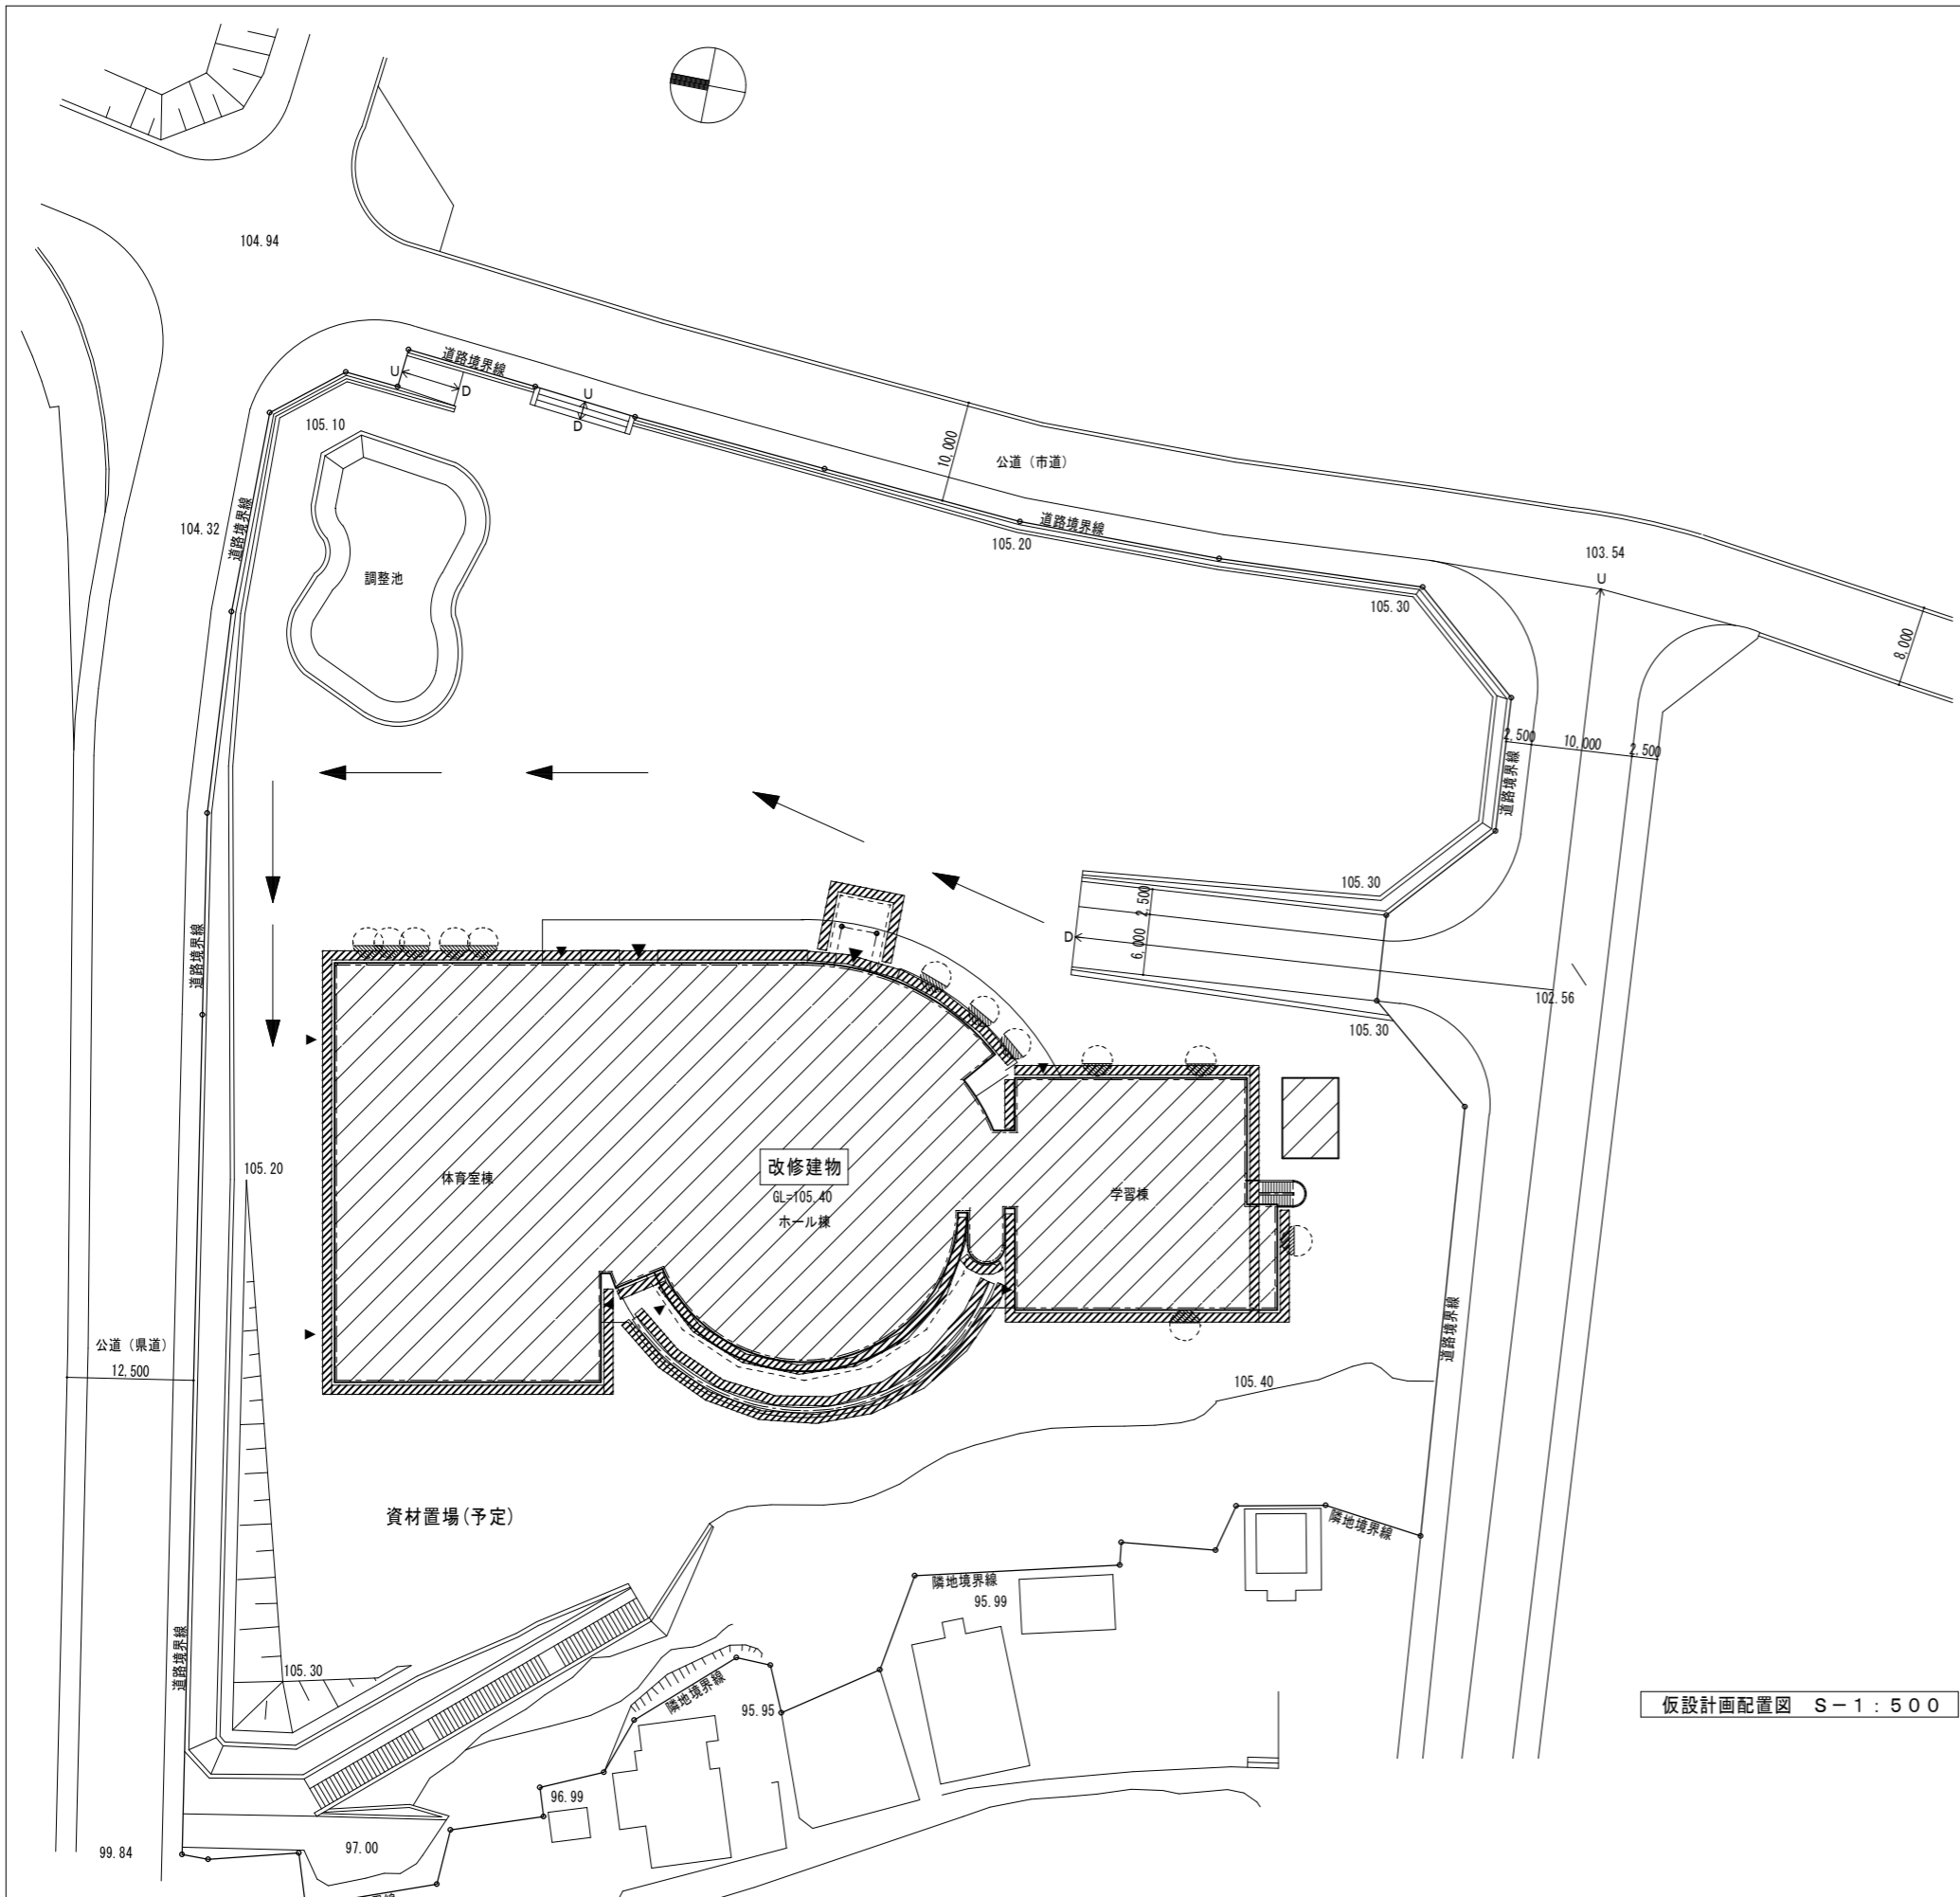 104.94
道路境界線
U
D
U
D
105.10
10,000
公道（市道）
道路境界線
105.20
104.32
道路境界線
調整池
103.54
U
105.30
8,000
2,500
10,000
2,500
道路境界線
105.30
2,500
6,000
D
102.56
105.30
道路境界線
105.20
体育室棟
改修建物
GL=105.40
ホール棟
学習棟
公道（県道）
12,500
道路境界線
105.40
資材置場(予定)
隣地境界線
隣地境界線
95.99
道路境界線
105.30
隣地境界線
95.95
仮設計画配置図　S－1：500
96.99
97.00
99.84